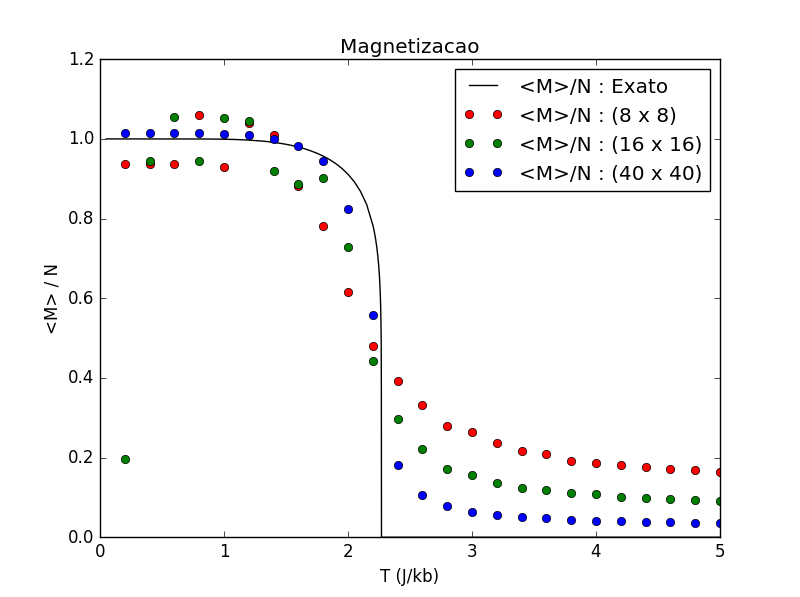 Magnetizacao
<M>/N : Exato
<M>/N : (8 x 8)
<M>/N : (16 x 16)
<M>/N : (40 x 40)
1.2
1.0
0.8
0.6
0.4
0.2
0.0
<M> / N
0 1 2 3 4 5
T (J/kb)